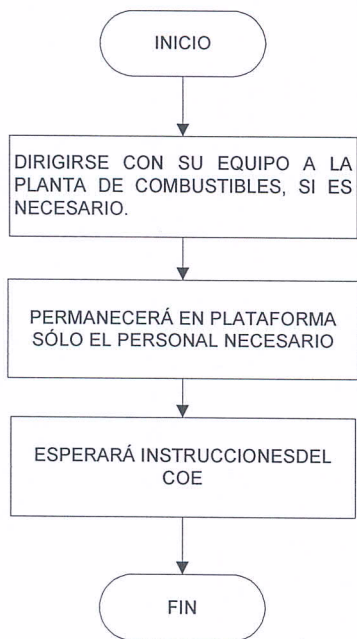 INICIO
DIRIGIRSE CON SU EQUIPO A LA
PLANTA DE COMBUSTIBLES, SI ES
NECESARIO.
PERMANECERÁ EN PLATAFORMA
SÓLO EL PERSONAL NECESARIO
ESPERARÁ INSTRUCCIONESDEL
COE
FIN